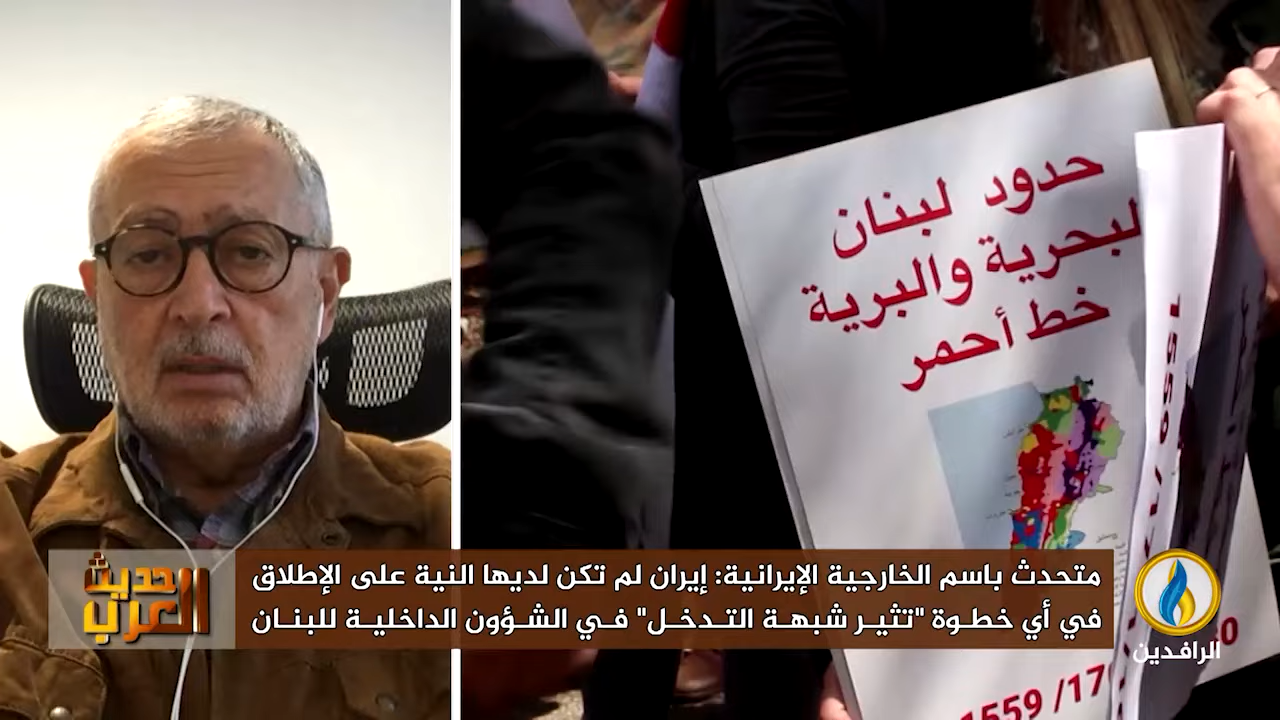 حدود لبنان
البحرية والبرية
خط أحمر
1559 /
متحدث باسم الخارجية الإيرانية: إيران لم تكن لديها النية على الإطلاق
في أي خطوة "تثير شبهة التدخل" في الشؤون الداخلية للبنان
حديث
العرب
الرافدين